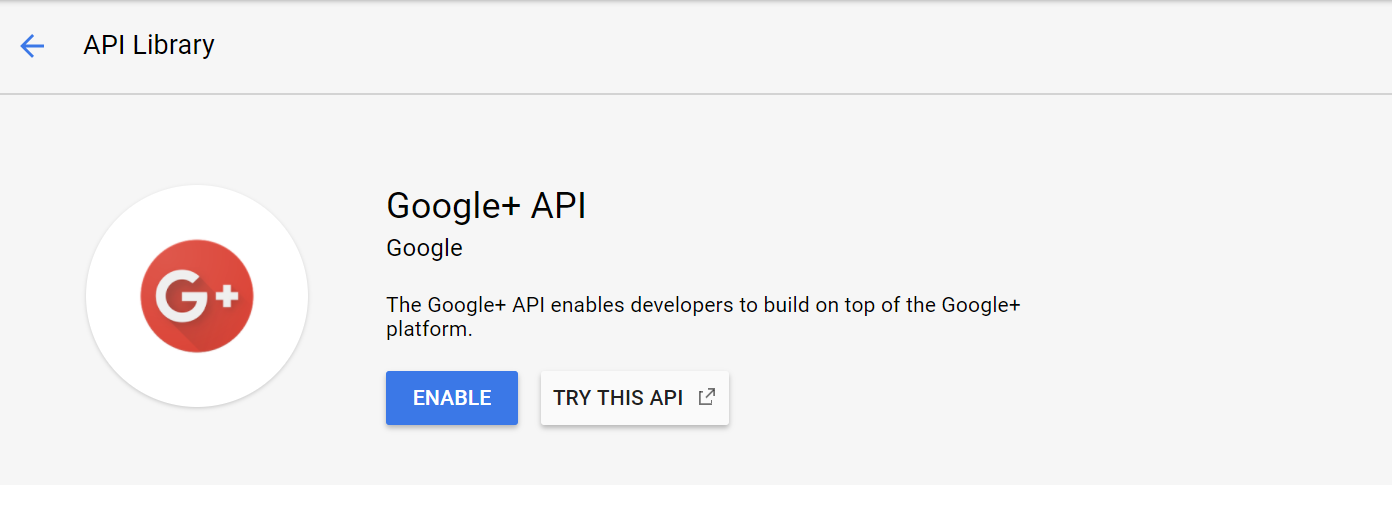 API Library
Google+ API
Google
The Google+ API enables developers to build on top of the Google+
platform.
ENABLE
TRY THIS API
G+